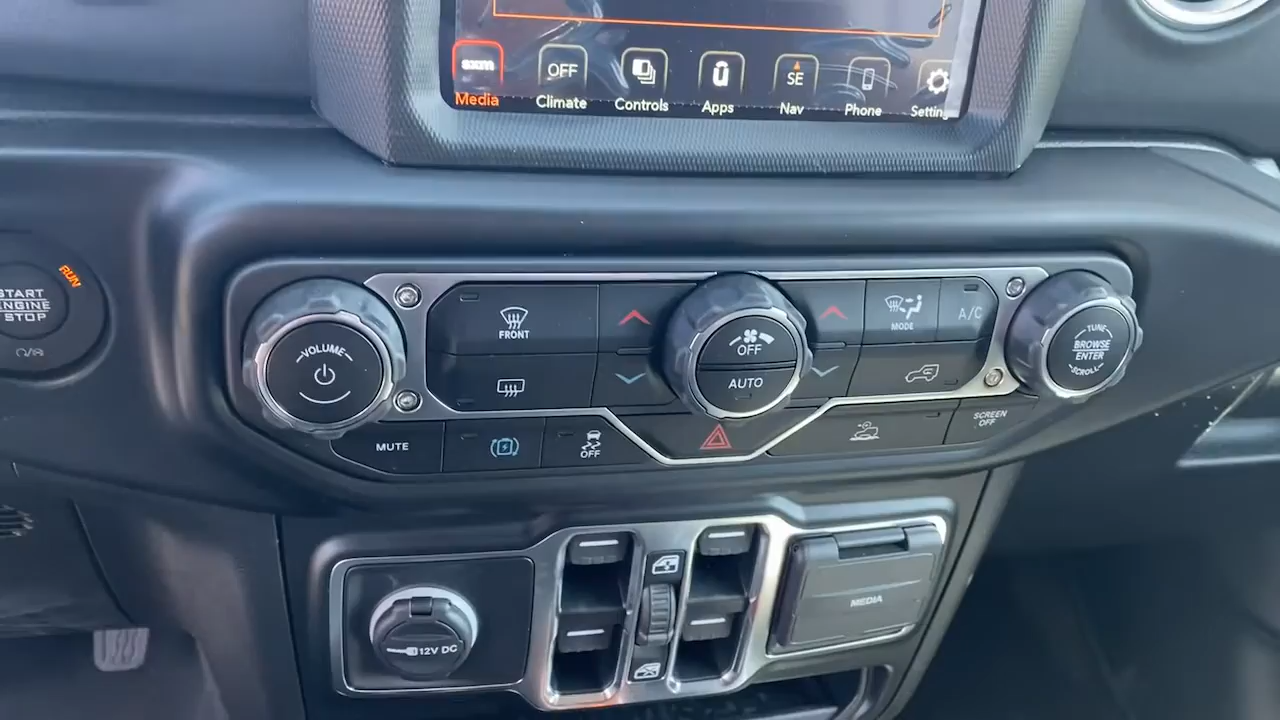 sxm
OFF
SE
Media
Climate
Controls
Apps
Nav
Phone
Setting
RUN
START
ENGINE
STOP
VOLUME
FRONT
OFF
AUTO
MODE
A/C
TUNE
BROWSE
ENTER
SCROLL
MUTE
OFF
SCREEN
OFF
12V DC
MEDIA